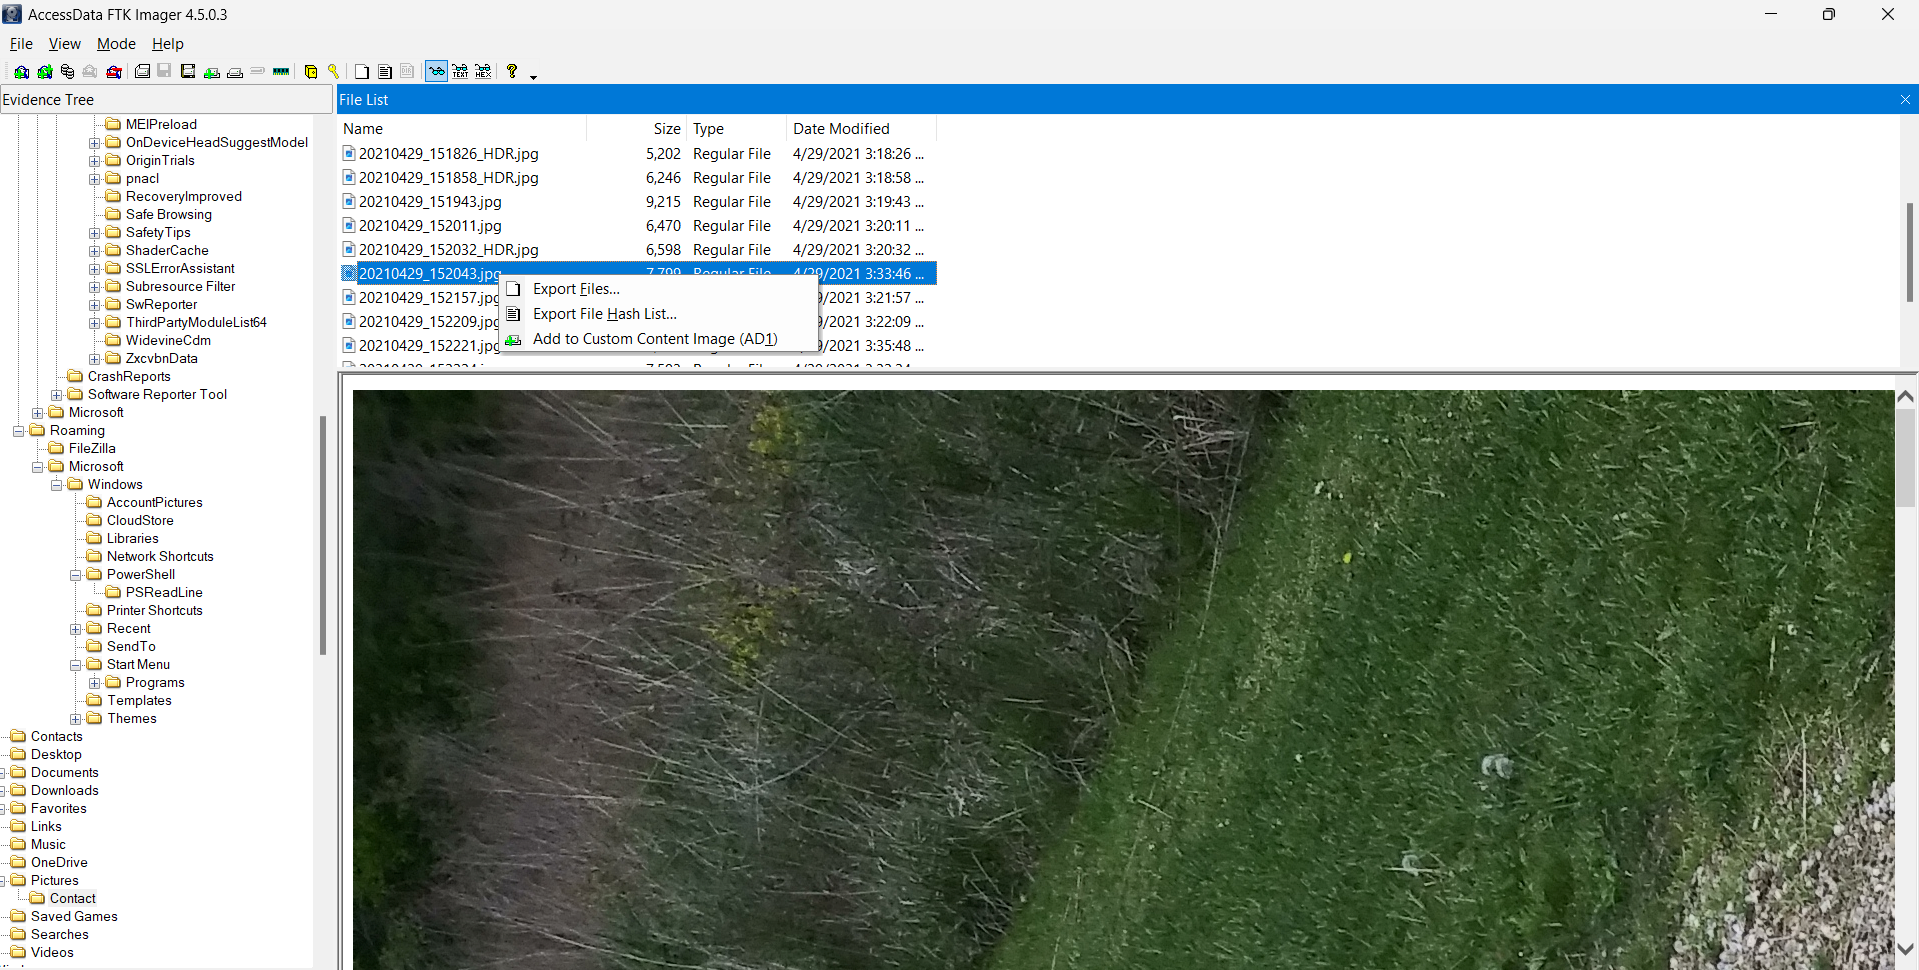 AccessData FTK Imager 4.5.0.3
File View Mode Help
Evidence Tree
MEIPreload
OnDeviceHeadSuggestModel
OriginTrials
pnacl
RecoveryImproved
Safe Browsing
SafetyTips
ShaderCache
SSLErrorAssistant
Subresource Filter
SwReporter
ThirdPartyModuleList64
WidevineCdm
ZxcvbnData
CrashReports
Software Reporter Tool
Microsoft
Roaming
FileZilla
Microsoft
Windows
AccountPictures
CloudStore
Libraries
Network Shortcuts
PowerShell
PSReadLine
Printer Shortcuts
Recent
SendTo
Start Menu
Programs
Templates
Themes
Contacts
Desktop
Documents
Downloads
Favorites
Links
Music
OneDrive
Pictures
Contact
Saved Games
Searches
Videos
File List
Name Size Type Date Modified
20210429_151826_HDR.jpg 5,202 Regular File 4/29/2021 3:18:26 ...
20210429_151858_HDR.jpg 6,246 Regular File 4/29/2021 3:18:58 ...
20210429_151943.jpg 9,215 Regular File 4/29/2021 3:19:43 ...
20210429_152011.jpg 6,470 Regular File 4/29/2021 3:20:11 ...
20210429_152032_HDR.jpg 6,598 Regular File 4/29/2021 3:20:32 ...
20210429_152043.jpg 7,799 Regular File 4/29/2021 3:33:46 ...
20210429_152157.jpg 9/2021 3:21:57 ...
20210429_152209.jpg 9/2021 3:22:09 ...
20210429_152221.jpg 9/2021 3:35:48 ...
Export Files...
Export File Hash List...
Add to Custom Content Image (AD1)